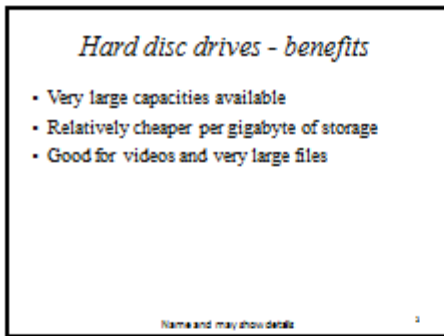 Hard disc drives - benefits
• Very large capacities available
• Relatively cheaper per gigabyte of storage
• Good for videos and very large files
Name and may show details